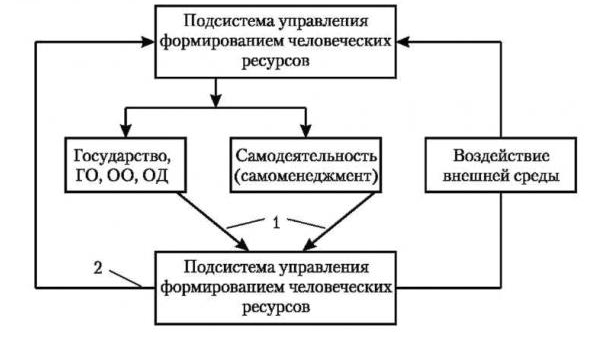 Подсистема управления
формированием человеческих
ресурсов
Государство,
ГО, ОО, ОД
Самодеятельность
(самоменеджмент)
Воздействие
внешней среды
1
2
Подсистема управления
формированием человеческих
ресурсов